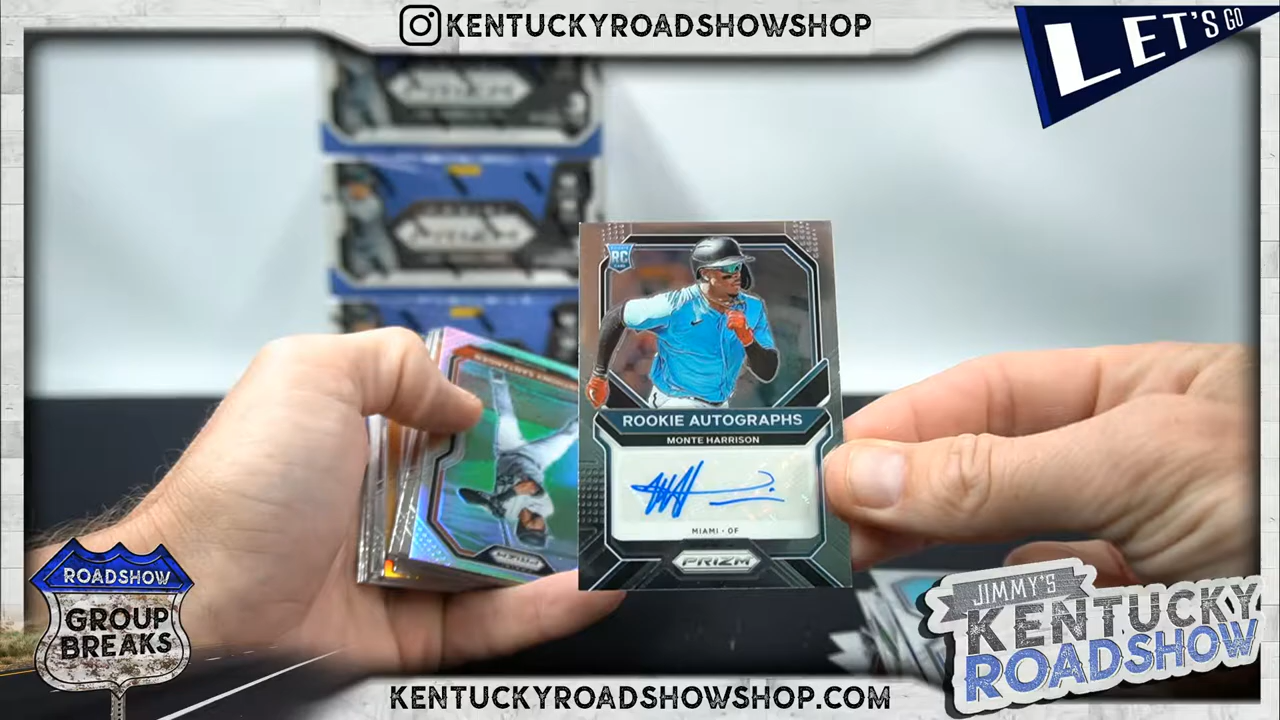 KENTUCKYROADSHOWSHOP
LET'S GO
PRIZM
RC
ROOKIE AUTOGRAPHS
MONTE HARRISON
MIAMI - OF
PRIZM
ROADSHOW
GROUP
BREAKS
JIMMY'S
KENTUCKY
ROADSHOW
KENTUCKYROADSHOWSHOP.COM